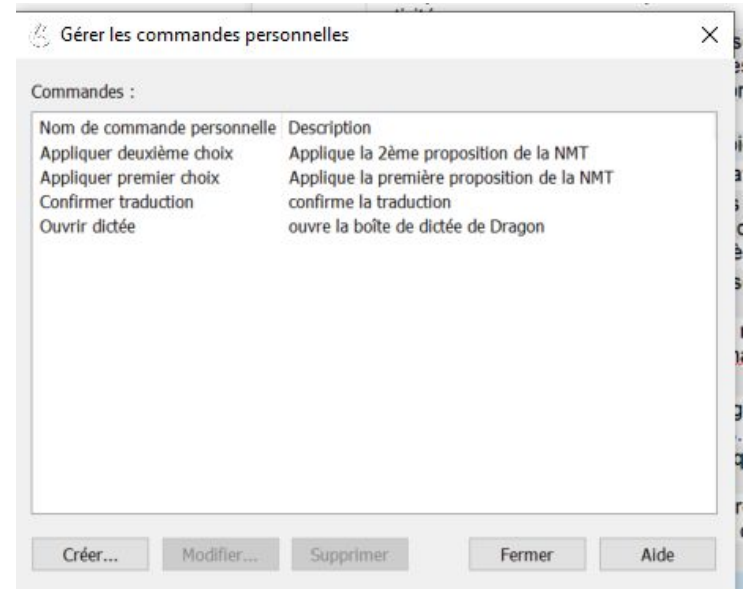 Gérer les commandes personnelles
Commandes :
Nom de commande personnelle Description
Appliquer deuxième choix Applique la 2ème proposition de la NMT
Appliquer premier choix Applique la première proposition de la NMT
Confirmer traduction confirme la traduction
Ouvrir dictée ouvre la boîte de dictée de Dragon
Créer... Modifier... Supprimer Fermer Aide